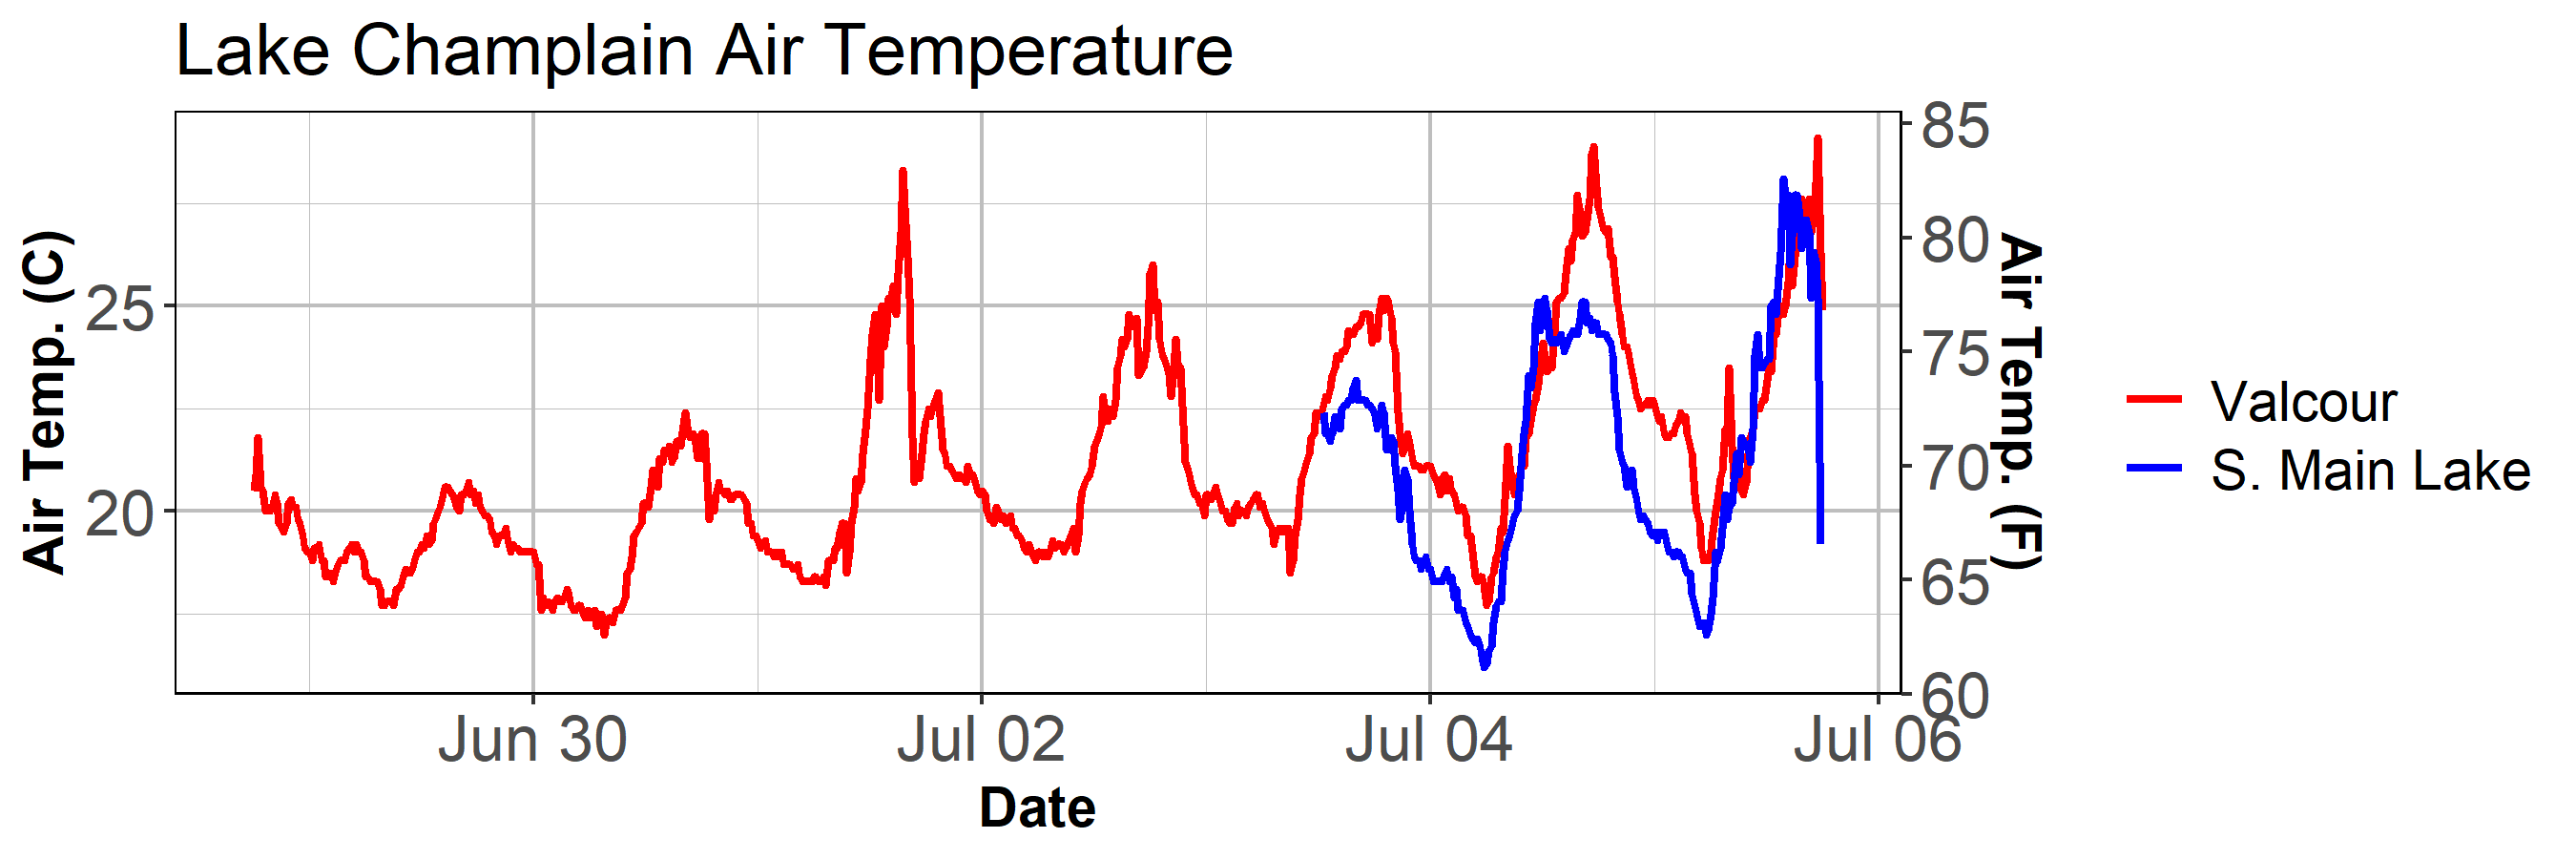 Lake Champlain Air Temperature
Air Temp. (C)
25
20
85
80
75
70
65
60
Air Temp. (F)
Jun 30
Jul 02
Jul 04
Jul 06
Date
Valcour
S. Main Lake